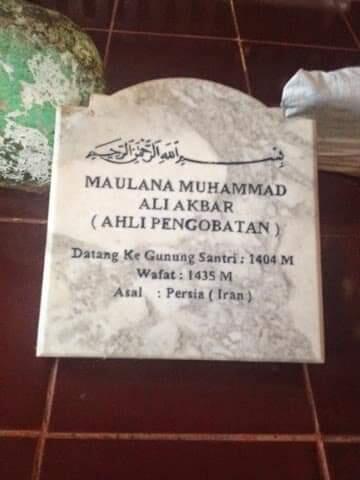 بسم الله الرحمن الرحيم
MAULANA MUHAMMAD
ALI AKBAR
( AHLI PENGOBATAN )
Datang Ke Gunung Santri : 1404 M
Wafat : 1435 M
Asal : Persia ( Iran )